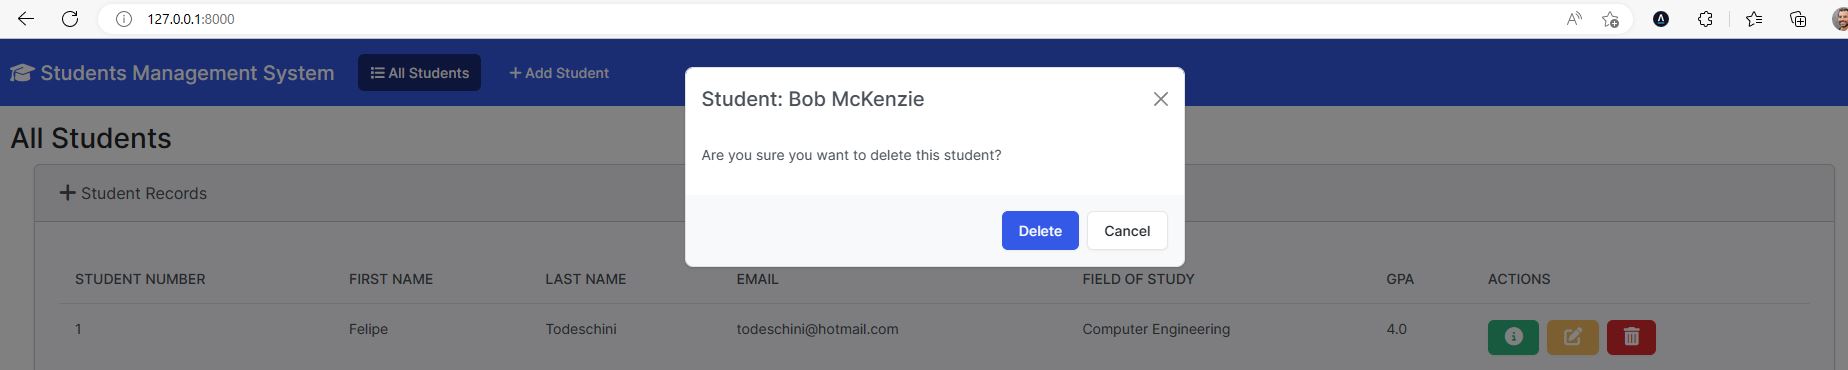 127.0.0.1:8000
Students Management System All Students + Add Student
Student: Bob McKenzie
Are you sure you want to delete this student?
Delete Cancel
All Students
+ Student Records
STUDENT NUMBER FIRST NAME LAST NAME EMAIL FIELD OF STUDY GPA ACTIONS
1 Felipe Todeschini todeschini@hotmail.com Computer Engineering 4.0